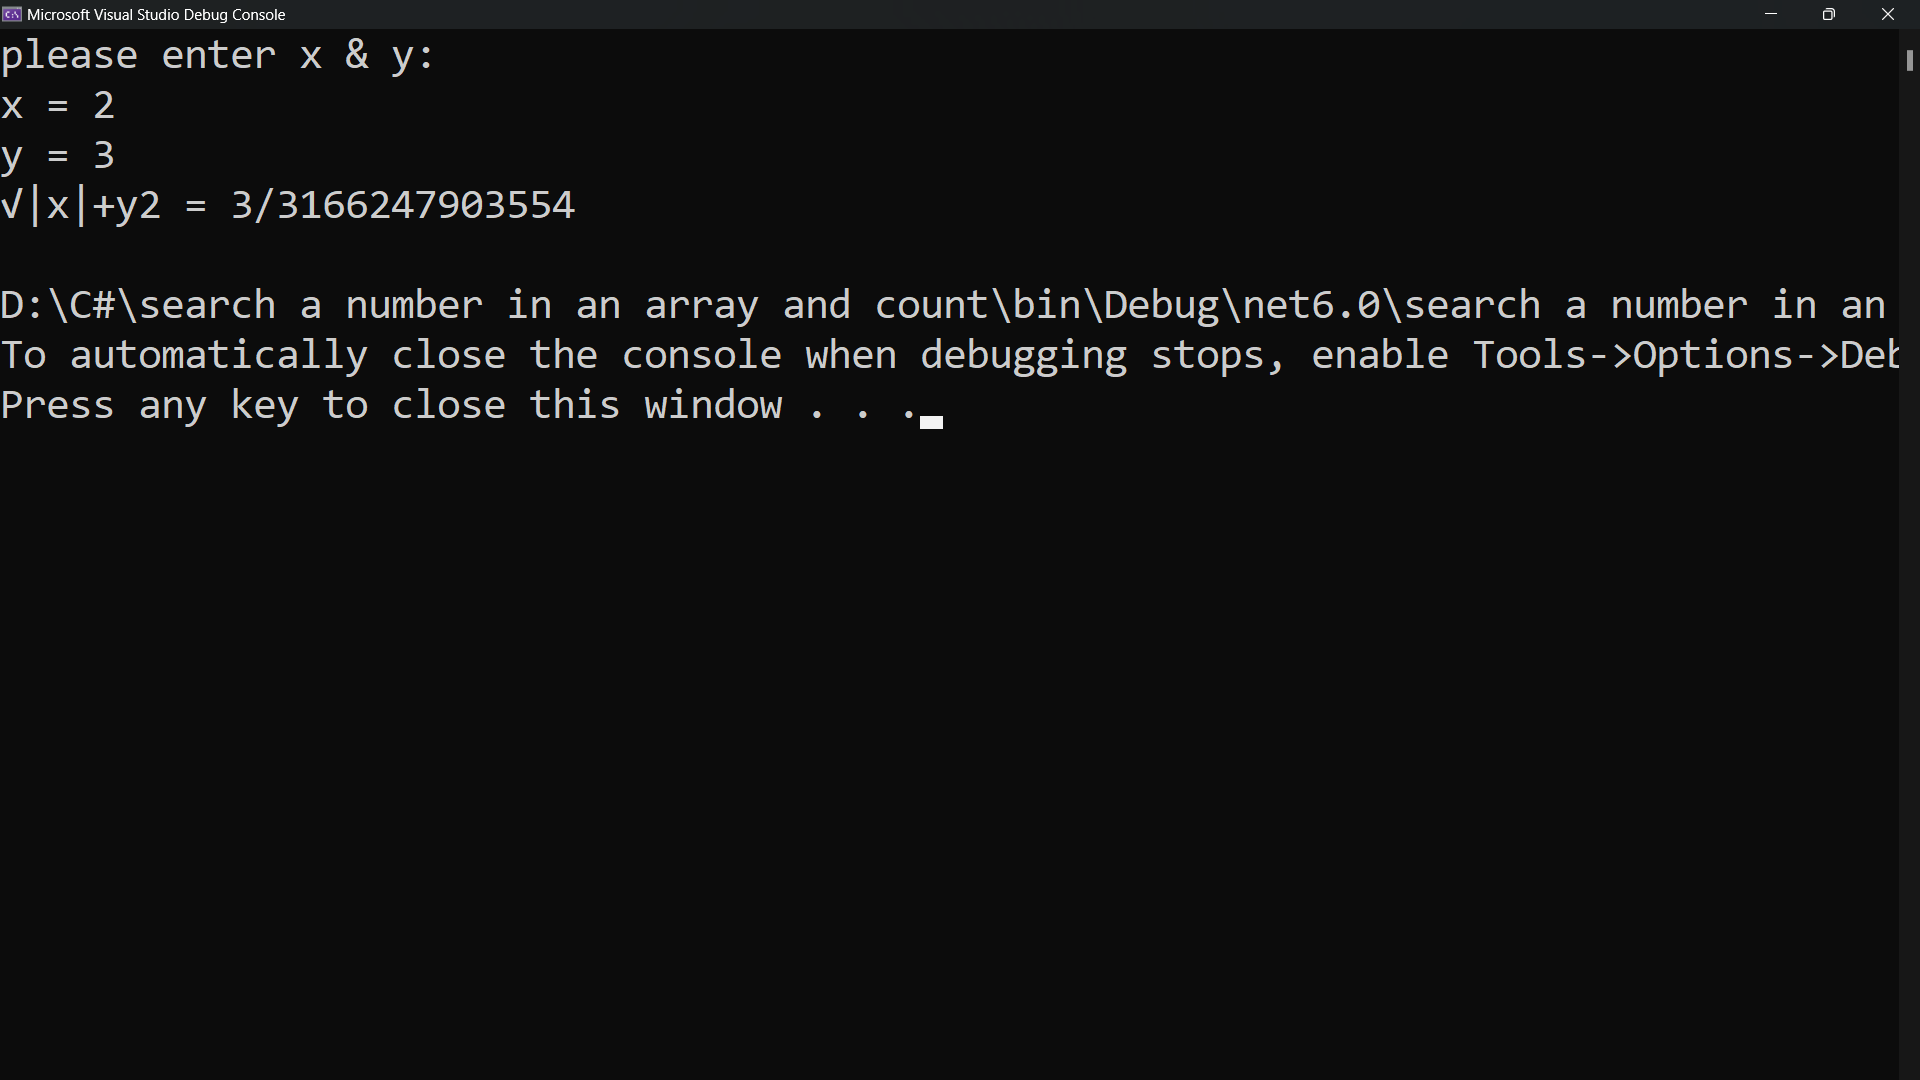 Microsoft Visual Studio Debug Console
please enter x & y:
x = 2
y = 3
√|x|+y2 = 3/3166247903554
D:\C#\search a number in an array and count\bin\Debug\net6.0\search a number in an
To automatically close the console when debugging stops, enable Tools->Options->Deb
Press any key to close this window . . .